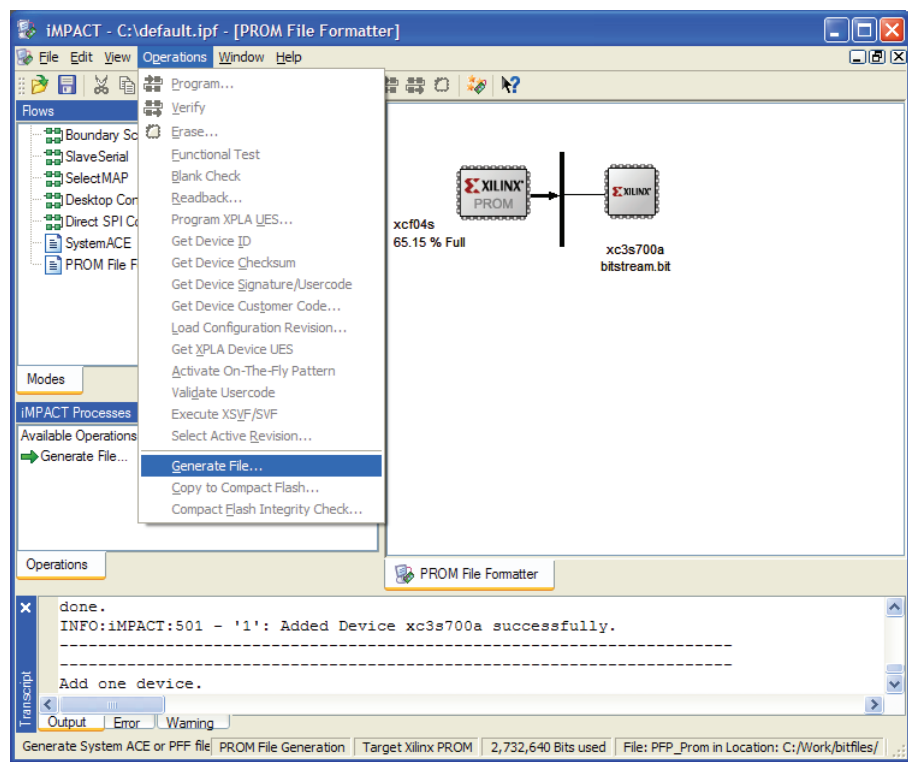 iMPACT - C:\default.ipf - [PROM File Formatter]
File Edit View Operations Window Help
Flows
Boundary Sc
SlaveSerial
SelectMAP
Desktop Con
Direct SPI Co
SystemACE
PROM File F
Modes
iMPACT Processes
Available Operations
Generate File...
Operations
Program...
Verify
Erase...
Functional Test
Blank Check
Readback...
Program XPLA UES...
Get Device ID
Get Device Checksum
Get Device Signature/Usercode
Get Device Customer Code...
Load Configuration Revision...
Get XPLA Device UES
Activate On-The-Fly Pattern
Validate Usercode
Execute XSVF/SVF
Select Active Revision...
Generate File...
Copy to Compact Flash...
Compact Flash Integrity Check...
XILINX
PROM
xcf04s
65.15 % Full
XILINX
xc3s700a
bitstream.bit
PROM File Formatter
Transcript
done.
INFO:iMPACT:501 - '1': Added Device xc3s700a successfully.
----------------------------------------------------------------------
----------------------------------------------------------------------
Add one device.
Output Error Warning
Generate System ACE or PFF file PROM File Generation Target Xilinx PROM 2,732,640 Bits used File: PFP_Prom in Location: C:/Work/bitfiles/